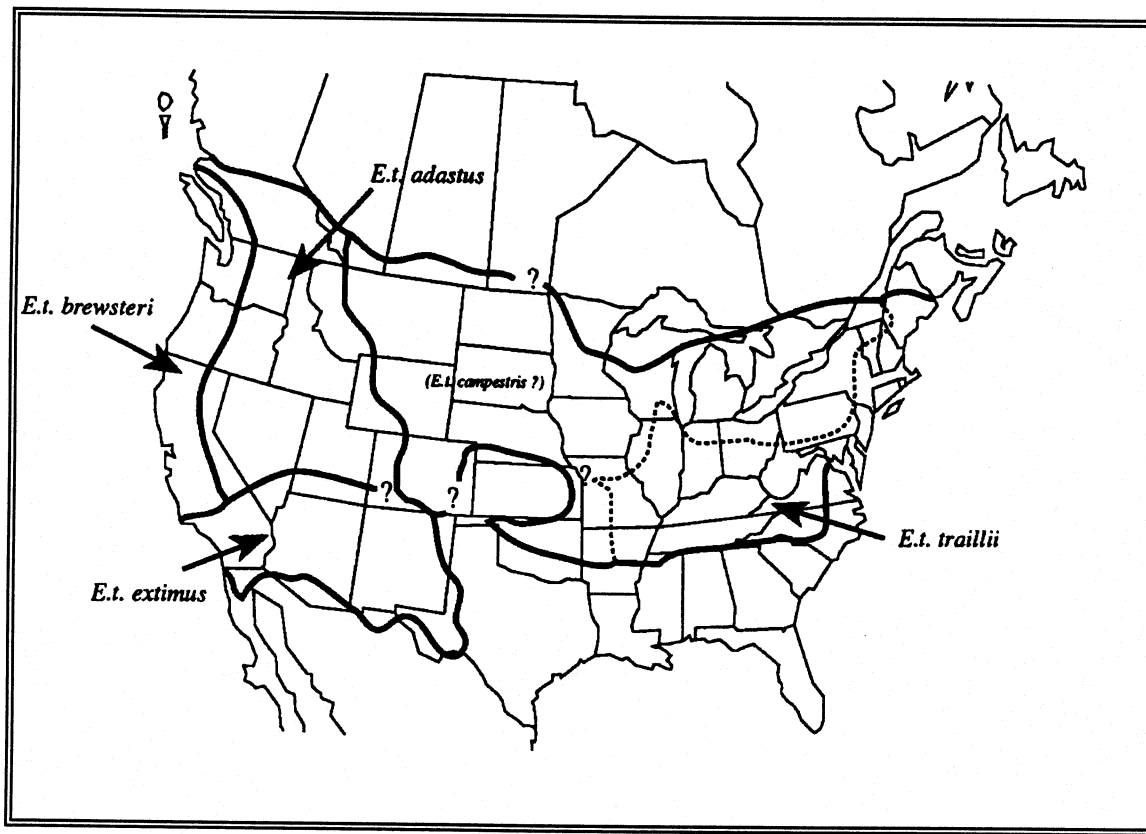 E.t. adastus
?
E.t. brewsteri
(E.t. campestris ?)
?
?
?
E.t. traillii
E.t. extimus